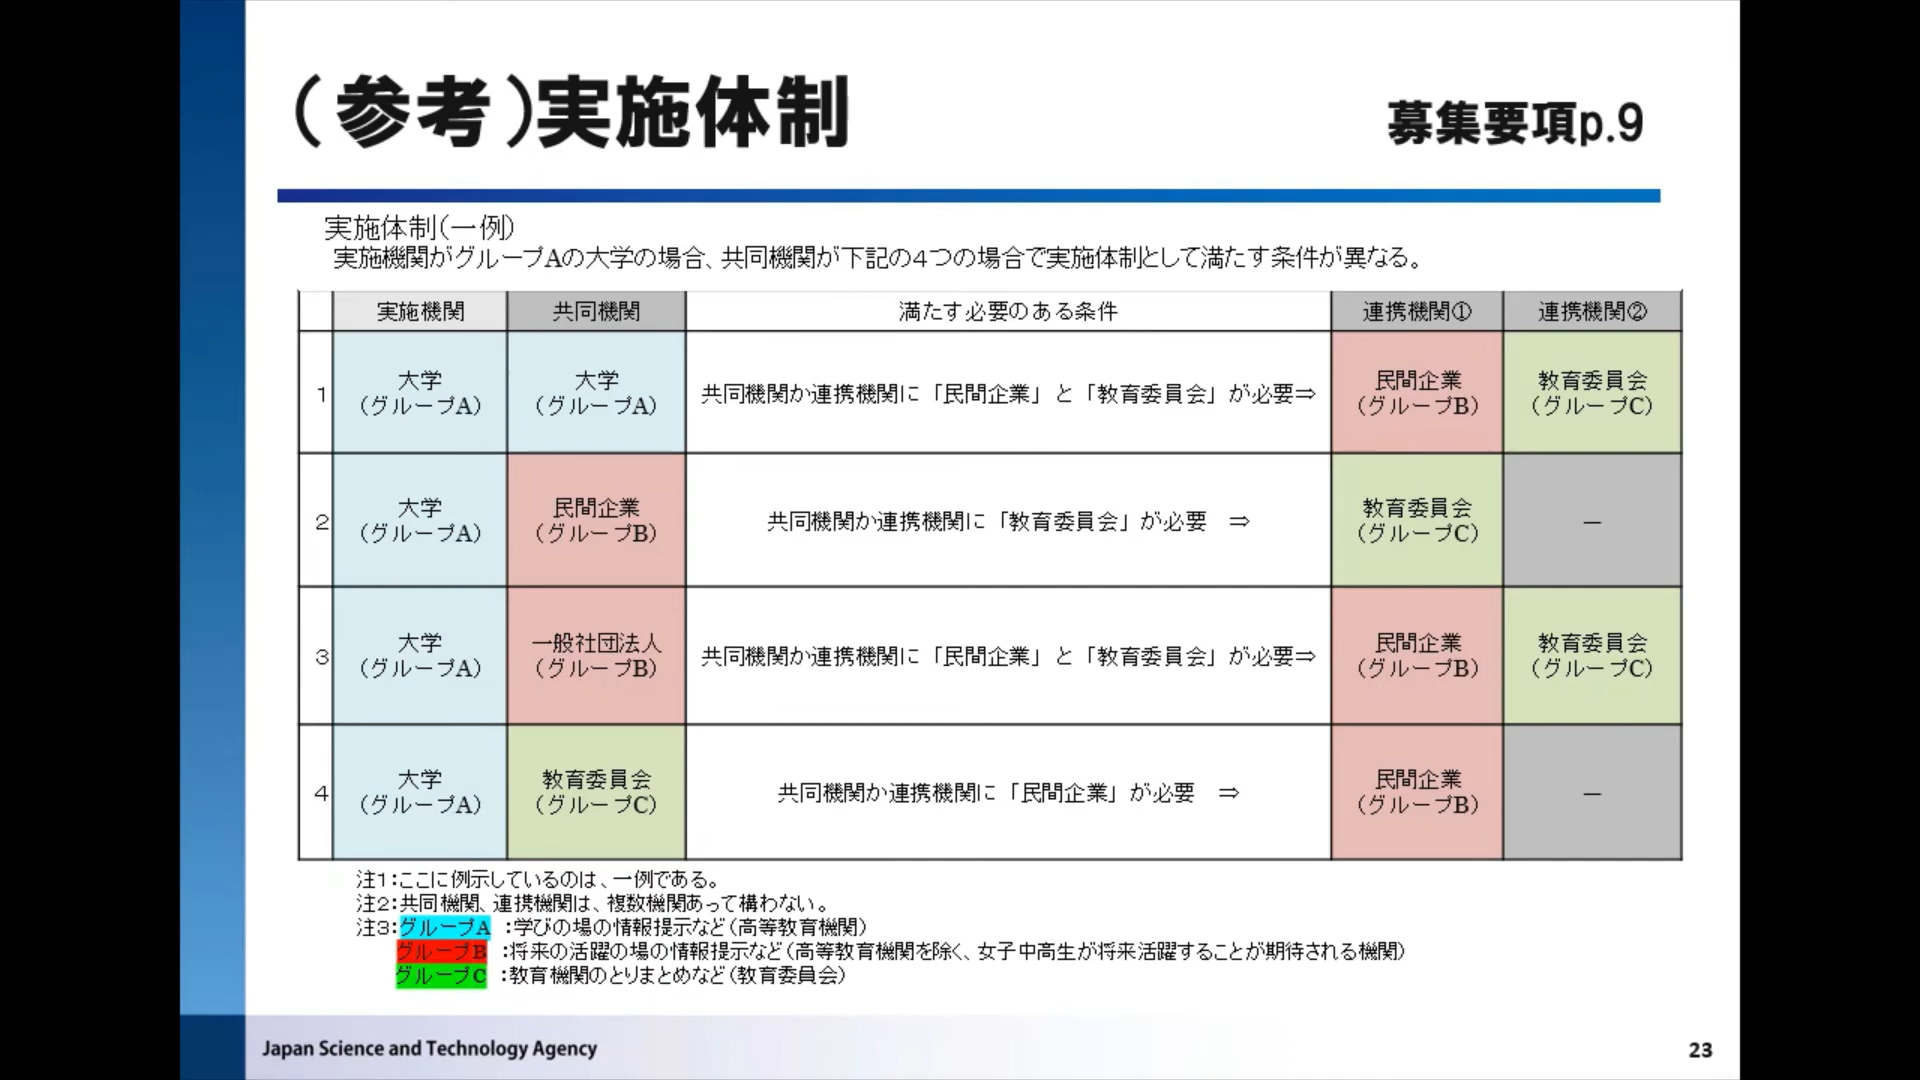 （参考）実施体制
募集要項p.9
実施体制（一例）
実施機関がグループAの大学の場合、共同機関が下記の４つの場合で実施体制として満たす条件が異なる。
実施機関 共同機関 満たす必要のある条件 連携機関① 連携機関②
1 大学 （グループA） 大学 （グループA） 共同機関か連携機関に「民間企業」と「教育委員会」が必要⇒ 民間企業 （グループB） 教育委員会 （グループC）
2 大学 （グループA） 民間企業 （グループB） 共同機関か連携機関に「教育委員会」が必要　⇒ 教育委員会 （グループC） －
3 大学 （グループA） 一般社団法人 （グループB） 共同機関か連携機関に「民間企業」と「教育委員会」が必要⇒ 民間企業 （グループB） 教育委員会 （グループC）
4 大学 （グループA） 教育委員会 （グループC） 共同機関か連携機関に「民間企業」が必要　⇒ 民間企業 （グループB） －
注１：ここに例示しているのは、一例である。
注２：共同機関、連携機関は、複数機関あって構わない。
注３：グループA ：学びの場の情報提示など（高等教育機関）
グループB ：将来の活躍の場の情報提示など（高等教育機関を除く、女子中高生が将来活躍することが期待される機関）
グループC ：教育機関のとりまとめなど（教育委員会）
Japan Science and Technology Agency
23